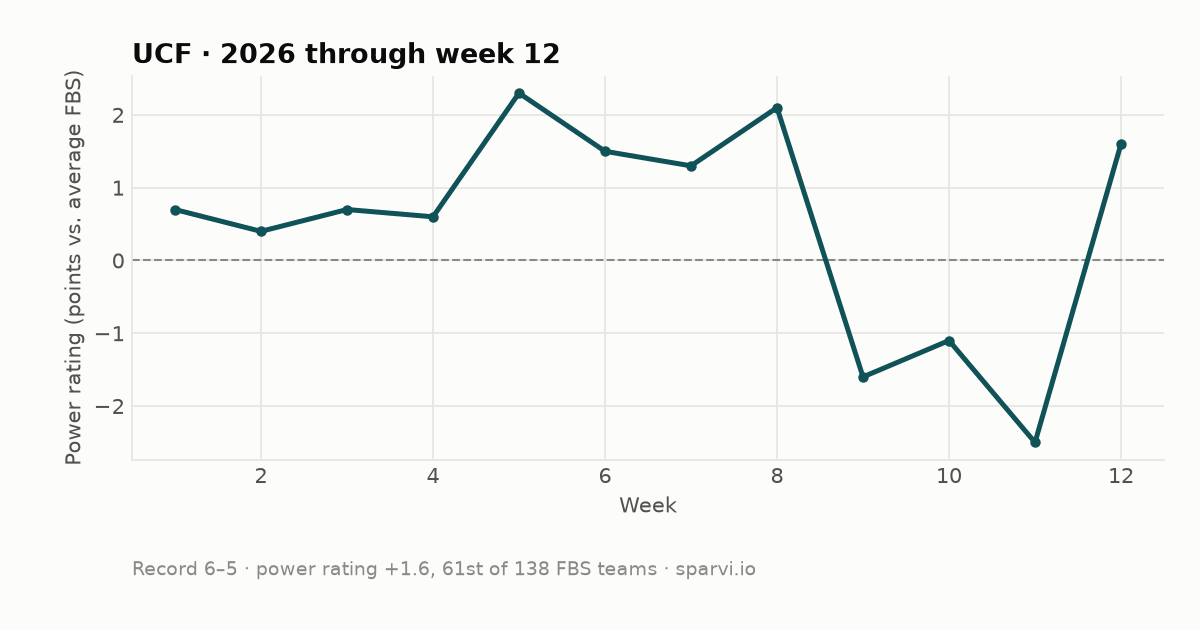 UCF · 2026 through week 12
Power rating (points vs. average FBS)
2
1
0
−1
−2
2 4 6 8 10 12
Week
Record 6–5 · power rating +1.6, 61st of 138 FBS teams · sparvi.io